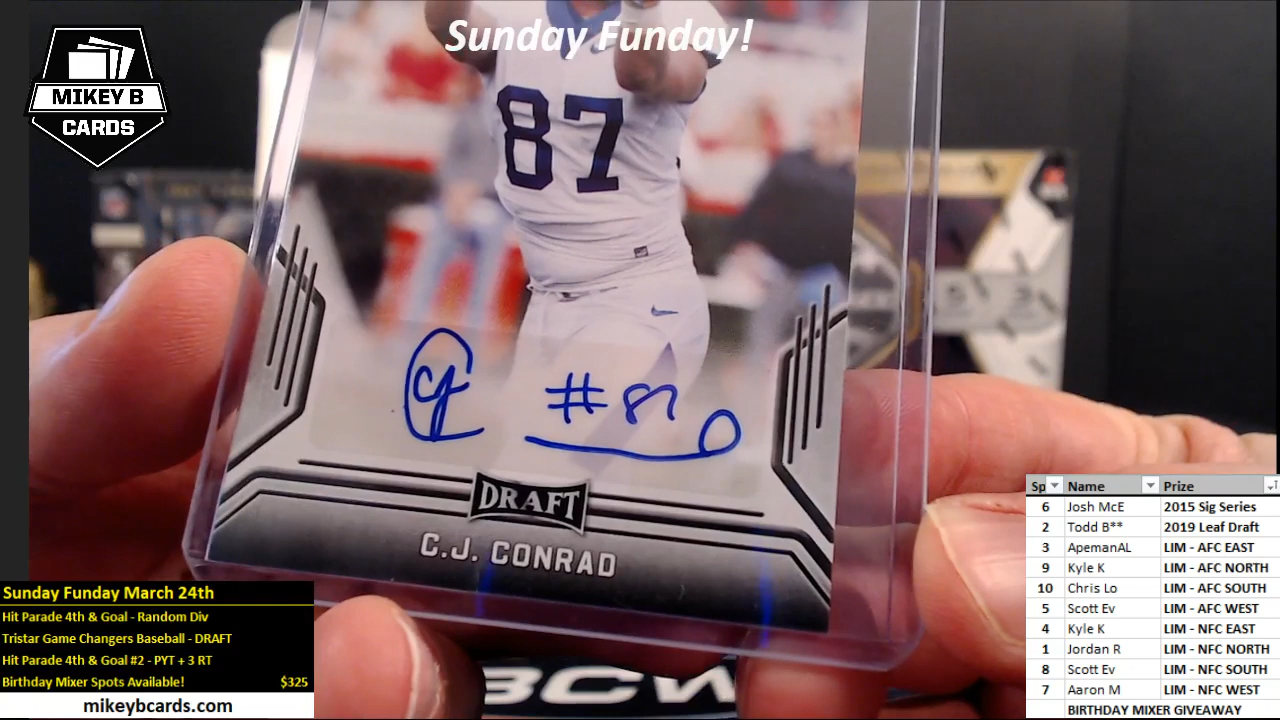 Sunday Funday!
MIKEY B
CARDS
87
#87
DRAFT
C.J. CONRAD
BCW
Sunday Funday March 24th
Hit Parade 4th & Goal - Random Div
Tristar Game Changers Baseball - DRAFT
Hit Parade 4th & Goal #2 - PYT + 3 RT
Birthday Mixer Spots Available! $325
mikeybcards.com
Sp Name Prize
6 Josh McE 2015 Sig Series
2 Todd B** 2019 Leaf Draft
3 ApemanAL LIM - AFC EAST
9 Kyle K LIM - AFC NORTH
10 Chris Lo LIM - AFC SOUTH
5 Scott Ev LIM - AFC WEST
4 Kyle K LIM - NFC EAST
1 Jordan R LIM - NFC NORTH
8 Scott Ev LIM - NFC SOUTH
7 Aaron M LIM - NFC WEST
BIRTHDAY MIXER GIVEAWAY